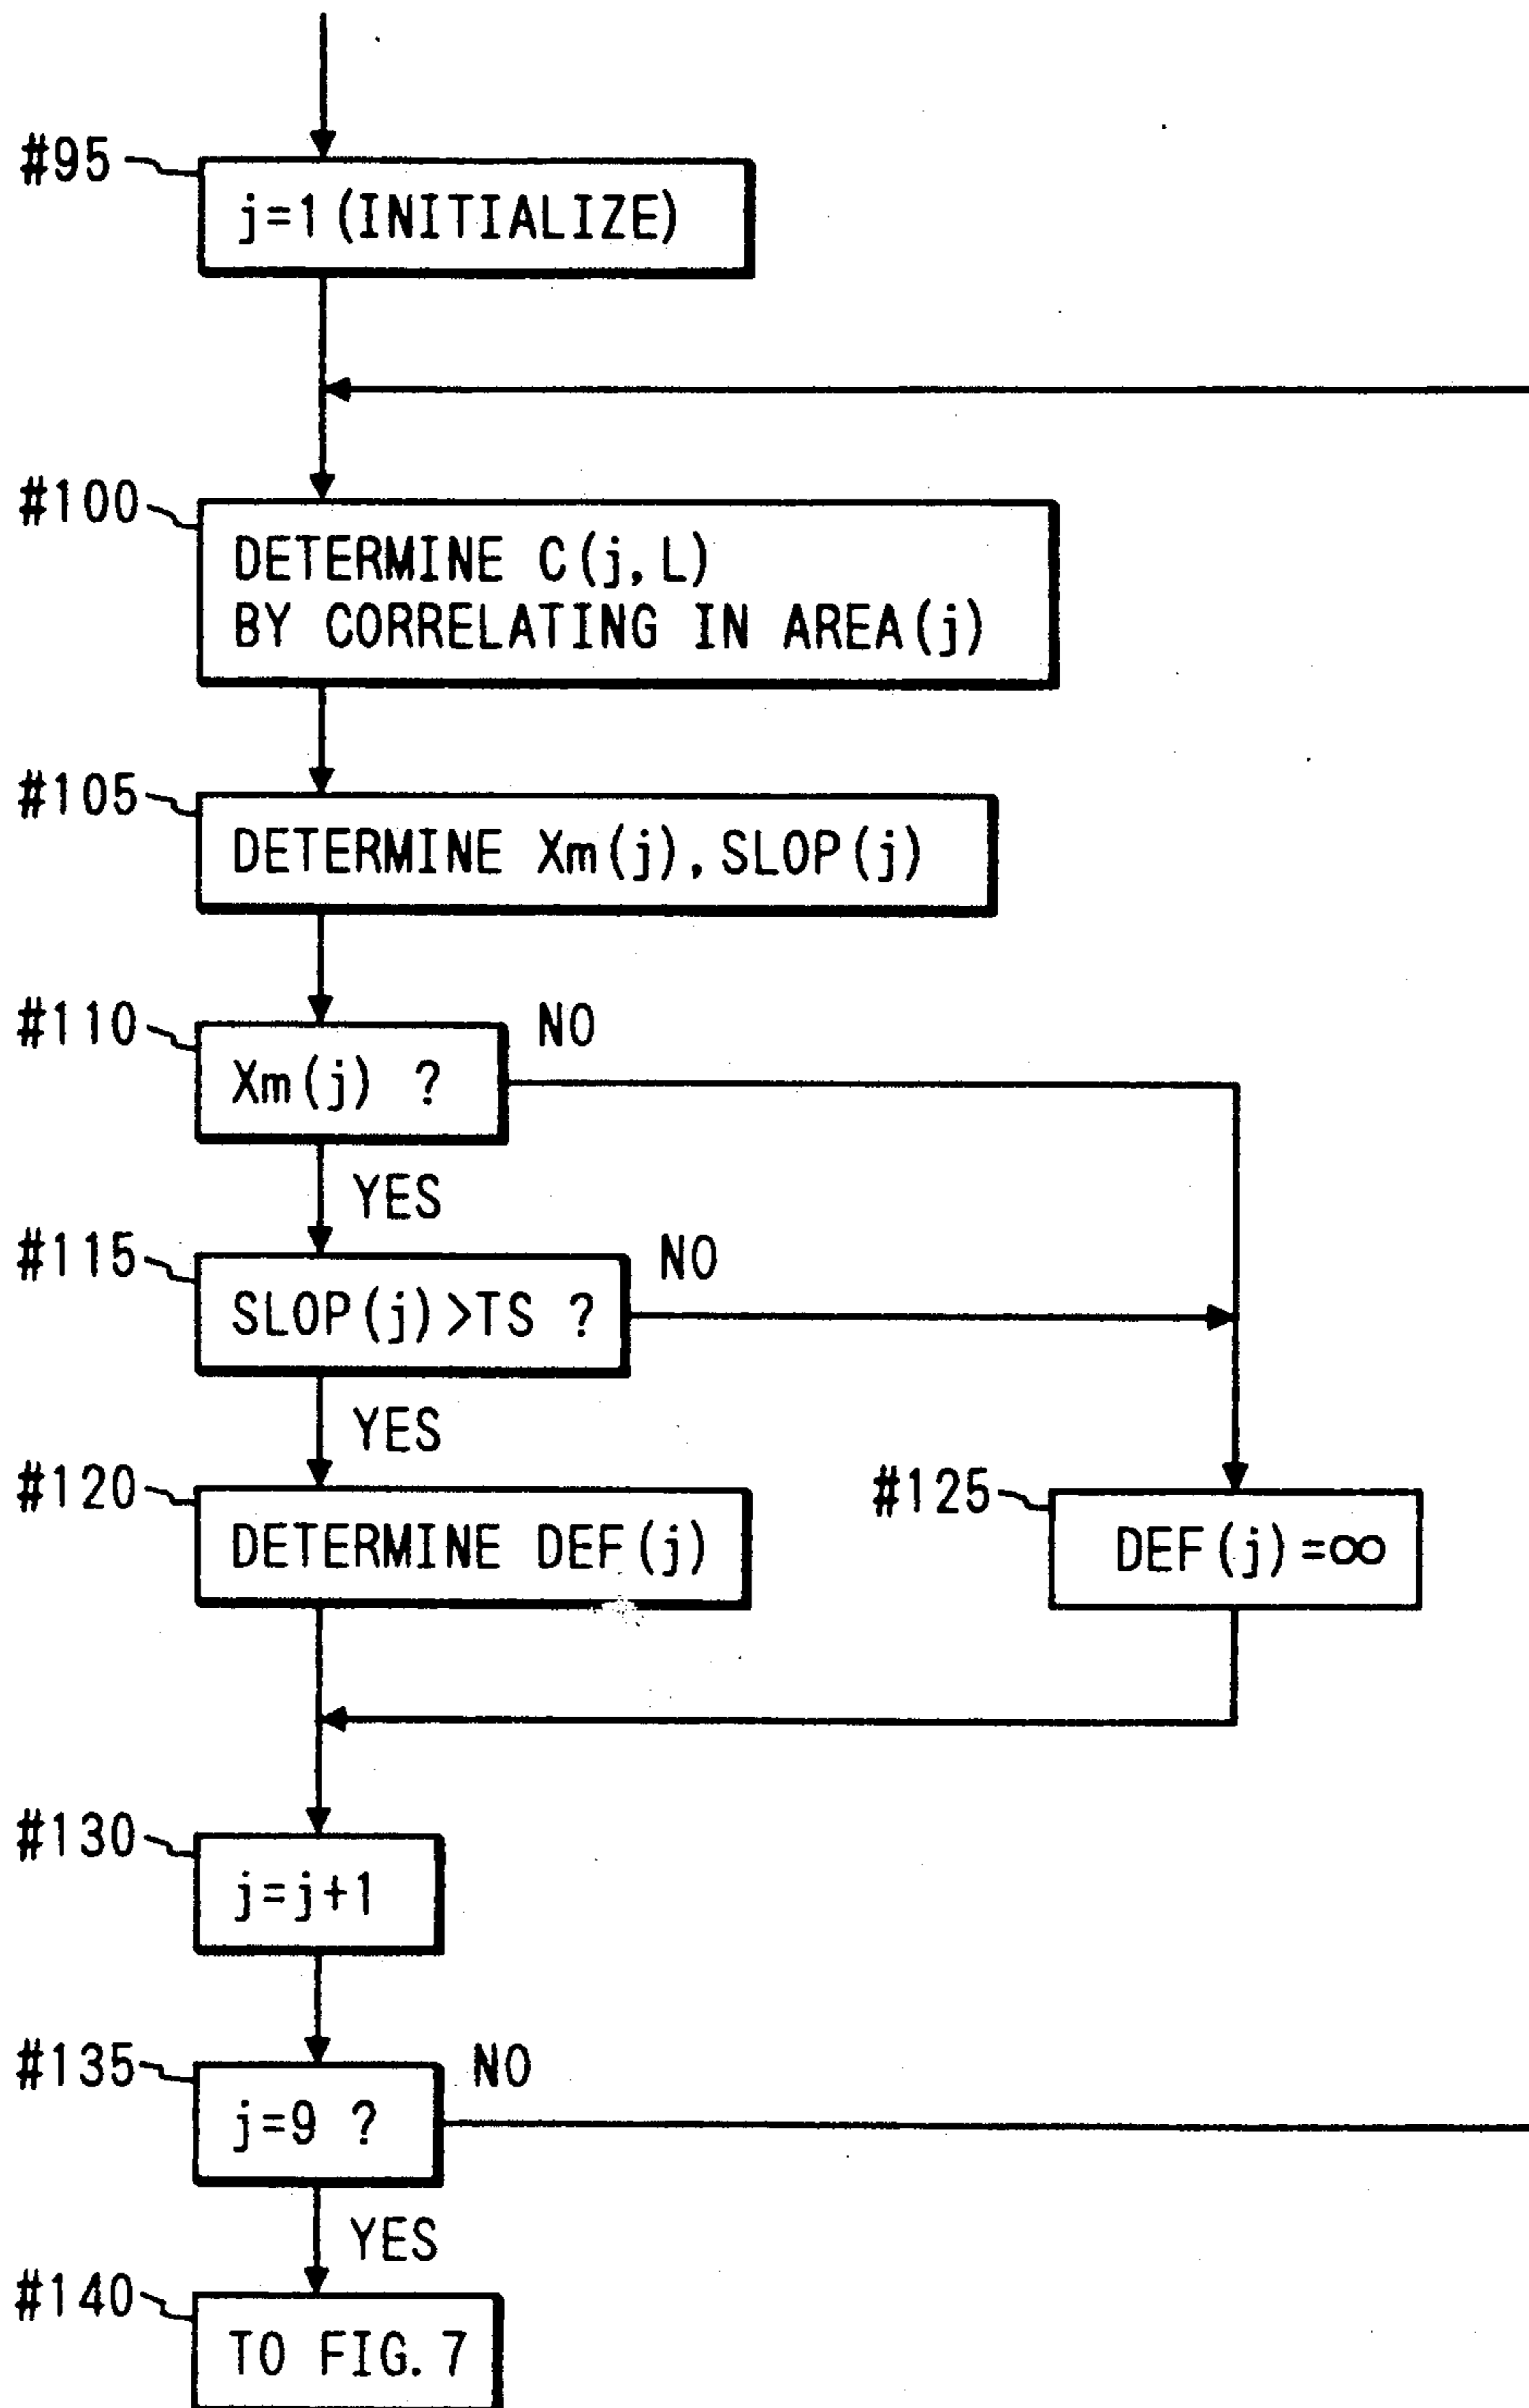 #95
j=1(INITIALIZE)
#100
DETERMINE C(j,L)
BY CORRELATING IN AREA(j)
#105
DETERMINE Xm(j),SLOP(j)
#110
Xm(j) ?
NO
YES
#115
SLOP(j)>TS ?
NO
YES
#120
DETERMINE DEF(j)
#125
DEF(j)=∞
#130
j=j+1
#135
j=9 ?
NO
YES
#140
TO FIG.7